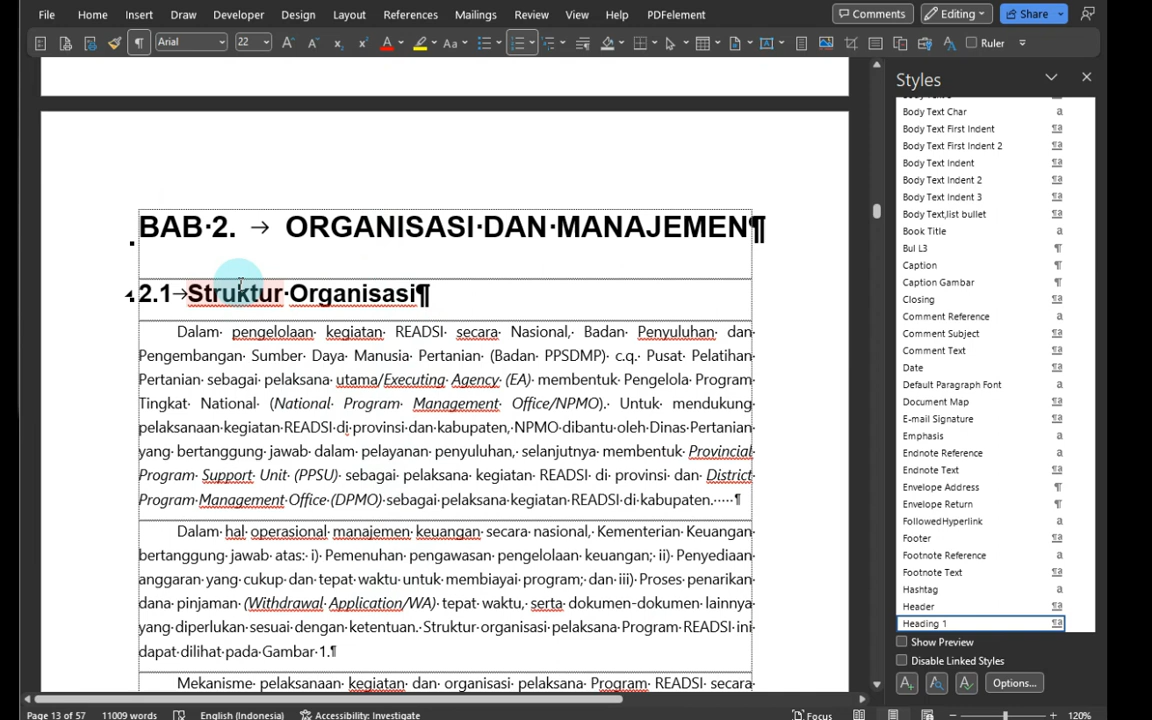 File Home Insert Draw Developer Design Layout References Mailings Review View Help PDFelement Comments Editing Share
Arial 22 Aa Ruler
Styles
BAB·2. → ORGANISASI·DAN·MANAJEMEN¶
2.1→Struktur·Organisasi¶
Dalam· pengelolaan· kegiatan· READSI· secara· Nasional,· Badan· Penyuluhan· dan·
Pengembangan· Sumber· Daya· Manusia· Pertanian· (Badan· PPSDMP)· c.q.· Pusat· Pelatihan·
Pertanian· sebagai· pelaksana· utama/Executing· Agency· (EA)· membentuk· Pengelola· Program·
Tingkat· National· (National· Program· Management· Office/NPMO).· Untuk· mendukung·
pelaksanaan·kegiatan·READSI·di·provinsi·dan·kabupaten,·NPMO·dibantu·oleh·Dinas·Pertanian·
yang· bertanggung· jawab· dalam· pelayanan· penyuluhan,· selanjutnya· membentuk· Provincial·
Program· Support· Unit· (PPSU)· sebagai· pelaksana· kegiatan· READSI· di· provinsi· dan· District·
Program·Management·Office·(DPMO)·sebagai·pelaksana·kegiatan·READSI·di·kabupaten.·····¶
Dalam· hal· operasional· manajemen· keuangan· secara· nasional,· Kementerian· Keuangan·
bertanggung· jawab· atas:· i)· Pemenuhan· pengawasan· pengelolaan· keuangan;· ii)· Penyediaan·
anggaran· yang· cukup· dan· tepat· waktu· untuk· membiayai· program;· dan· iii)· Proses· penarikan·
dana· pinjaman· (Withdrawal· Application/WA)· tepat· waktu,· serta· dokumen-dokumen· lainnya·
yang·diperlukan·sesuai·dengan·ketentuan.·Struktur·organisasi·pelaksana·Program·READSI·ini·
dapat·dilihat·pada·Gambar·1.¶
Mekanisme· pelaksanaan· kegiatan· dan· organisasi· pelaksana· Program· READSI· secara·
Body Text Char a
Body Text First Indent ¶a
Body Text First Indent 2 ¶a
Body Text Indent ¶a
Body Text Indent 2 ¶a
Body Text Indent 3 ¶a
Body Text,list bullet ¶a
Book Title a
Bul L3 ¶
Caption ¶
Caption Gambar ¶
Closing ¶a
Comment Reference a
Comment Subject ¶a
Comment Text ¶a
Date ¶a
Default Paragraph Font a
Document Map ¶a
E-mail Signature ¶a
Emphasis a
Endnote Reference a
Endnote Text ¶a
Envelope Address ¶
Envelope Return ¶
FollowedHyperlink a
Footer ¶a
Footnote Reference a
Footnote Text ¶a
Hashtag a
Header ¶a
Heading 1 ¶a
Show Preview
Disable Linked Styles
Options...
Page 13 of 57 11009 words English (Indonesia) Accessibility: Investigate Focus 120%